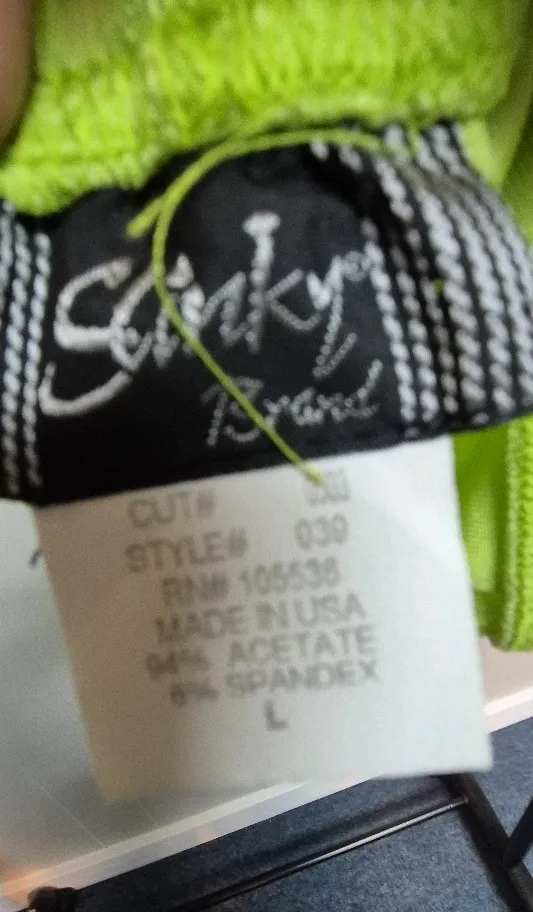 Slinky
Brand
CUT#
STYLE# 039
RN# 105536
MADE IN USA
94% ACETATE
6% SPANDEX
L